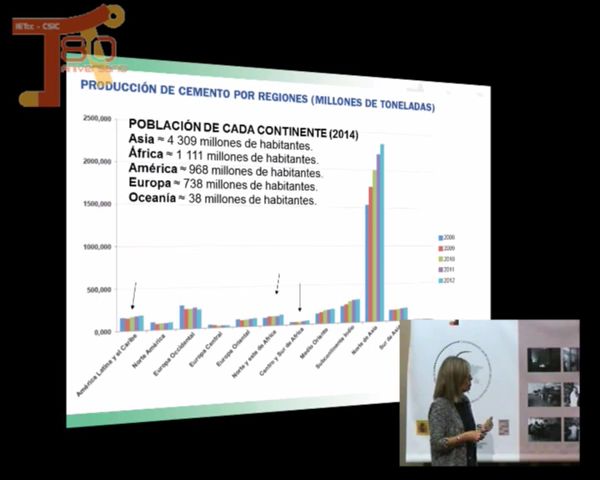 IETcc - CSIC
80
Aniversario
PRODUCCIÓN DE CEMENTO POR REGIONES (MILLONES DE TONELADAS)
POBLACIÓN DE CADA CONTINENTE (2014)
Asia ≈ 4 309 millones de habitantes.
África ≈ 1 111 millones de habitantes.
América ≈ 968 millones de habitantes.
Europa ≈ 738 millones de habitantes.
Oceanía ≈ 38 millones de habitantes.
2500,000
2000,000
1500,000
1000,000
500,000
0,000
2008
2009
2010
2011
2012
América Latina y el Caribe
Norte América
Europa Occidental
Europa Central
Europa Oriental
Norte y este de África
Centro y Sur de África
Medio Oriente
Subcontinente Indio
Norte de Asia
Sur de Asia